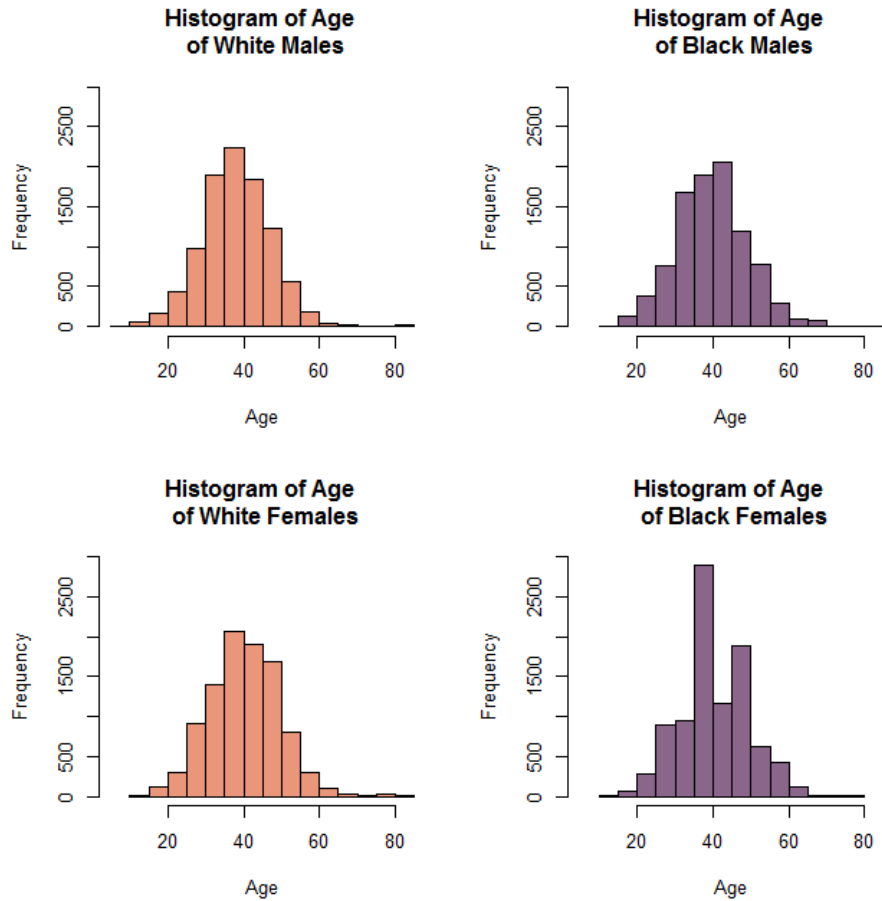 Histogram of Age
of White Males
Frequency
2500
1500
500
0
20 40 60 80
Age
Histogram of Age
of Black Males
Frequency
2500
1500
500
0
20 40 60 80
Age
Histogram of Age
of White Females
Frequency
2500
1500
500
0
20 40 60 80
Age
Histogram of Age
of Black Females
Frequency
2500
1500
500
0
20 40 60 80
Age